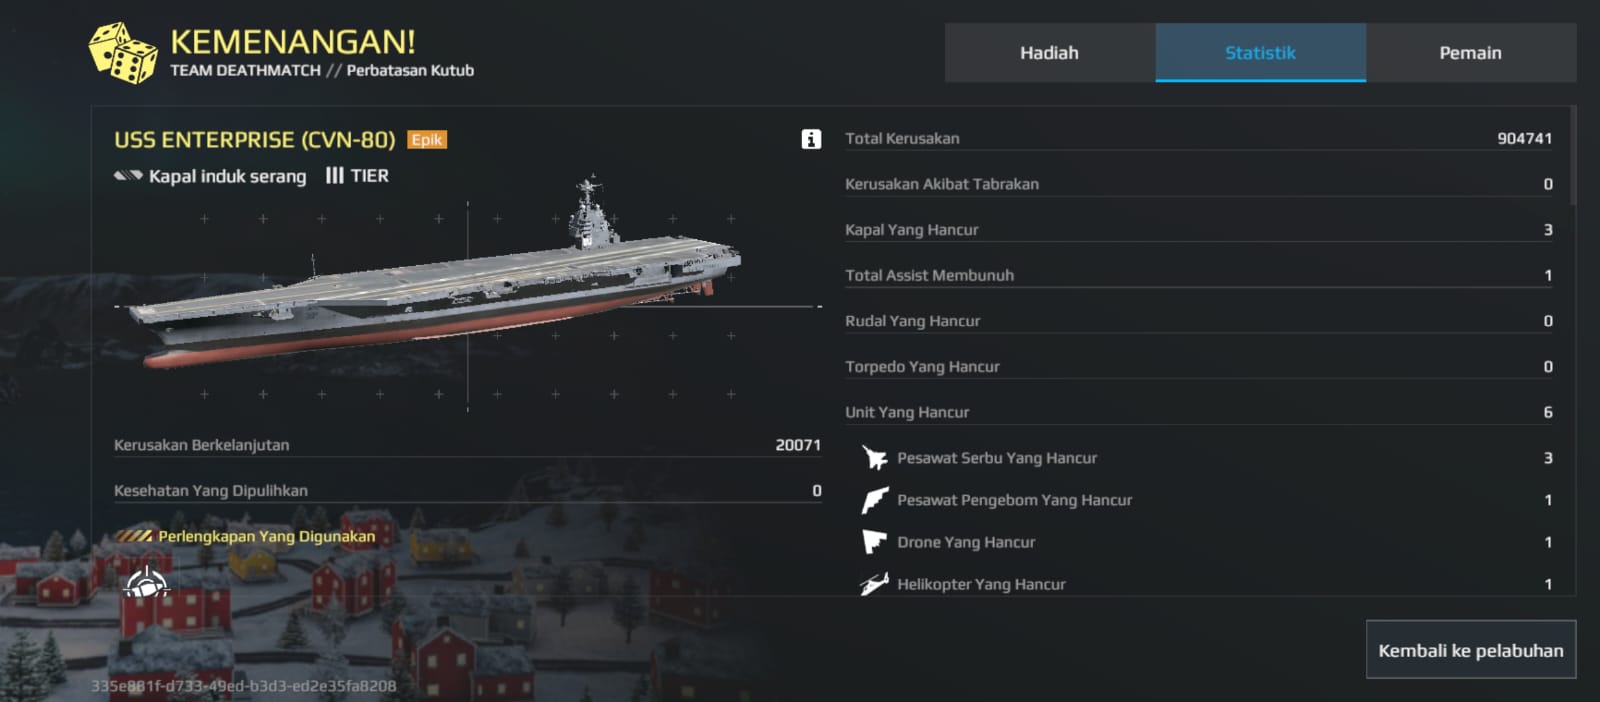 KEMENANGAN!
TEAM DEATHMATCH // Perbatasan Kutub
Hadiah
Statistik
Pemain
USS ENTERPRISE (CVN-80) Epik
Kapal induk serang III TIER
Kerusakan Berkelanjutan 20071
Kesehatan Yang Dipulihkan 0
Perlengkapan Yang Digunakan
Total Kerusakan 904741
Kerusakan Akibat Tabrakan 0
Kapal Yang Hancur 3
Total Assist Membunuh 1
Rudal Yang Hancur 0
Torpedo Yang Hancur 0
Unit Yang Hancur 6
Pesawat Serbu Yang Hancur 3
Pesawat Pengebom Yang Hancur 1
Drone Yang Hancur 1
Helikopter Yang Hancur 1
Kembali ke pelabuhan
335e881f-d733-49ed-b3d3-ed2e35fa8208